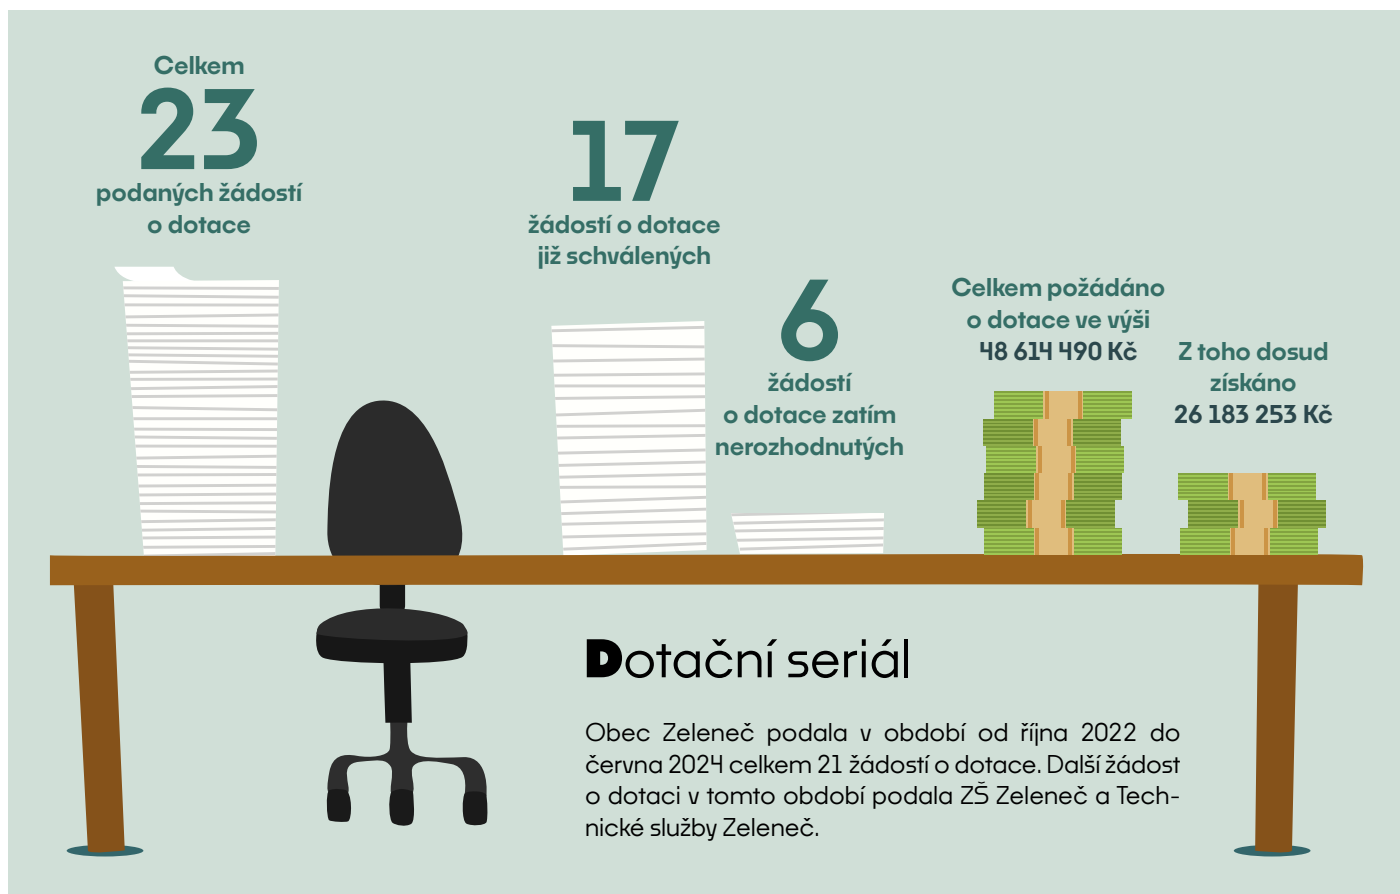 Celkem
23
podaných žádostí
o dotace
17
žádostí o dotace
již schválených
6
žádostí
o dotace zatím
nerozhodnutých
Celkem požádáno
o dotace ve výši
48 614 490 Kč
Z toho dosud
získáno
26 183 253 Kč
Dotační seriál
Obec Zeleneč podala v období od října 2022 do
června 2024 celkem 21 žádostí o dotace. Další žádost
o dotaci v tomto období podala ZŠ Zeleneč a Tech-
nické služby Zeleneč.